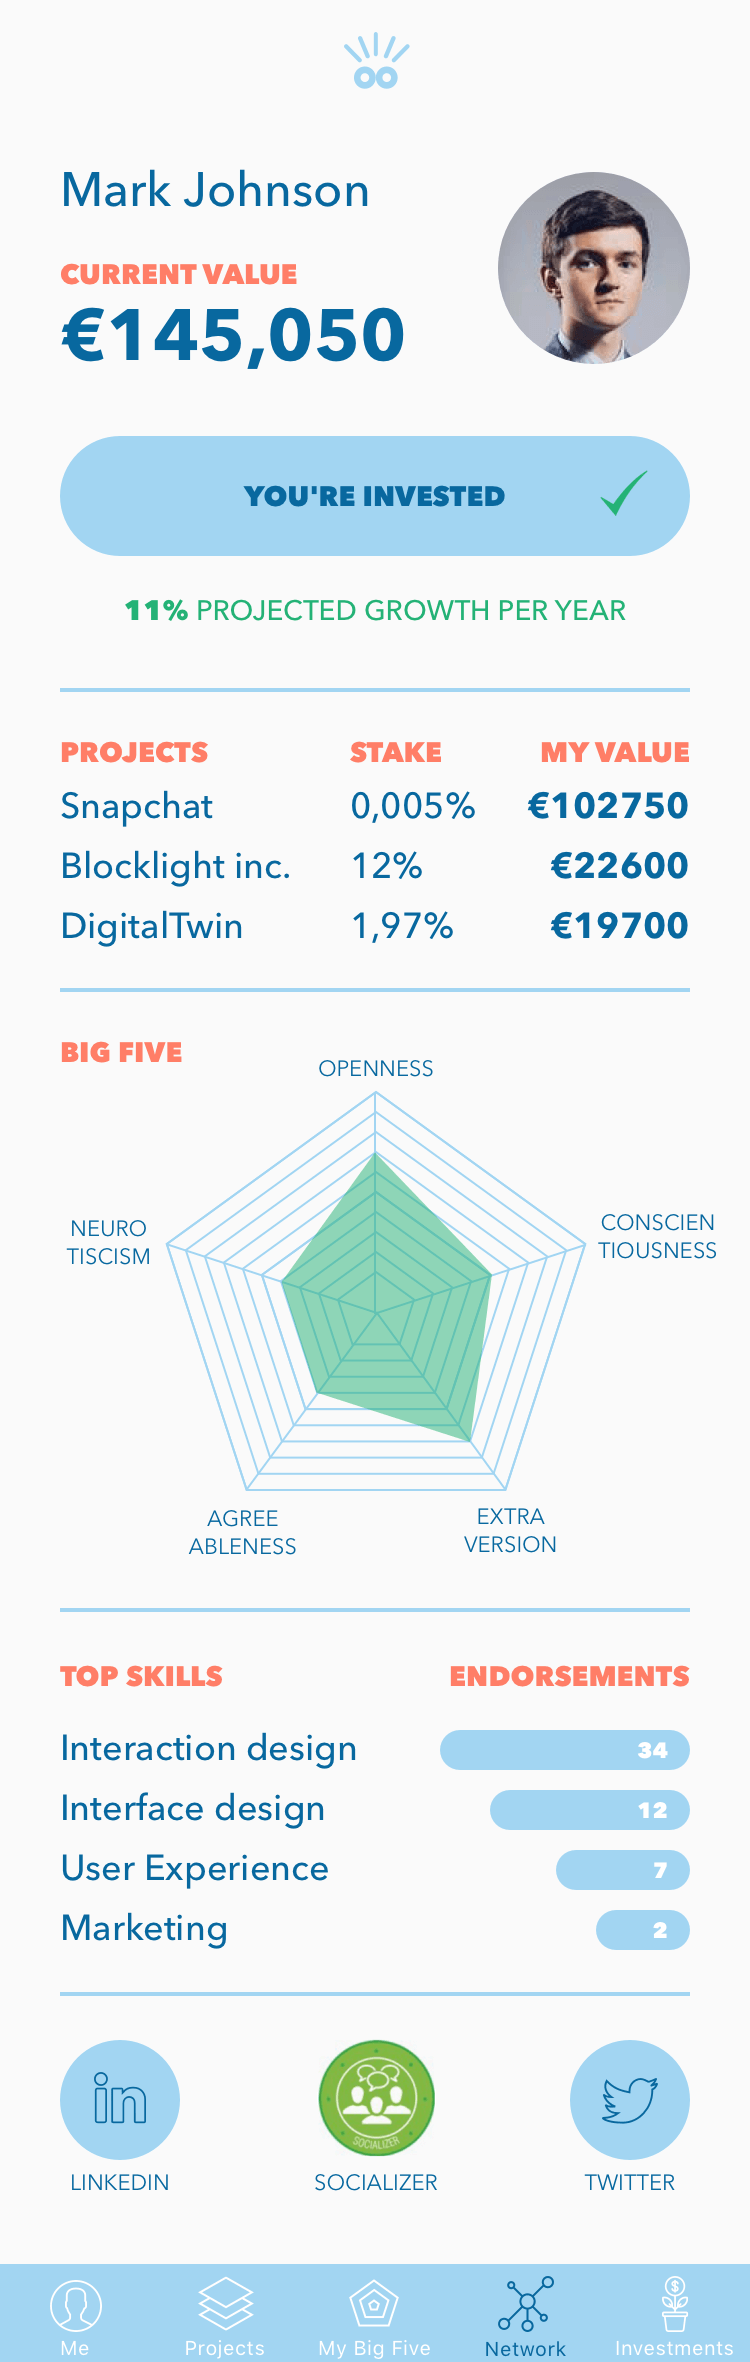 Mark Johnson
CURRENT VALUE
€145,050
YOU'RE INVESTED
11% PROJECTED GROWTH PER YEAR
PROJECTS STAKE MY VALUE
Snapchat 0,005% €102750
Blocklight inc. 12% €22600
DigitalTwin 1,97% €19700
BIG FIVE
OPENNESS
NEURO
TISCISM
CONSCIEN
TIOUSNESS
AGREE
ABLENESS
EXTRA
VERSION
TOP SKILLS ENDORSEMENTS
Interaction design 34
Interface design 12
User Experience 7
Marketing 2
in
SOCIALIZER
LINKEDIN SOCIALIZER TWITTER
$
Me Projects My Big Five Network Investments